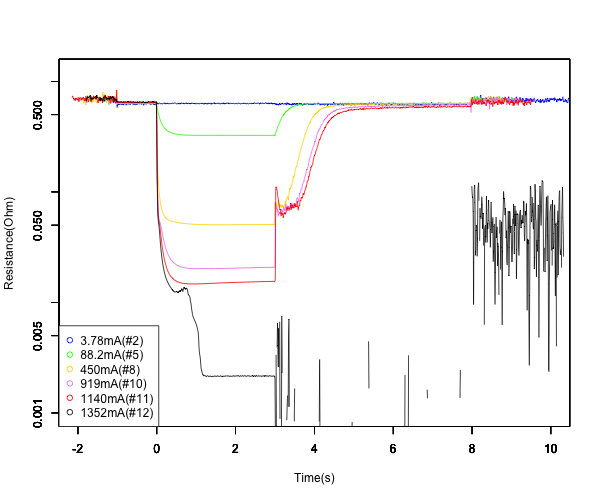 0.500
0.050
0.005
0.001
Resistance(Ohm)
3.78mA(#2)
88.2mA(#5)
450mA(#8)
919mA(#10)
1140mA(#11)
1352mA(#12)
-2 0 2 4 6 8 10
Time(s)